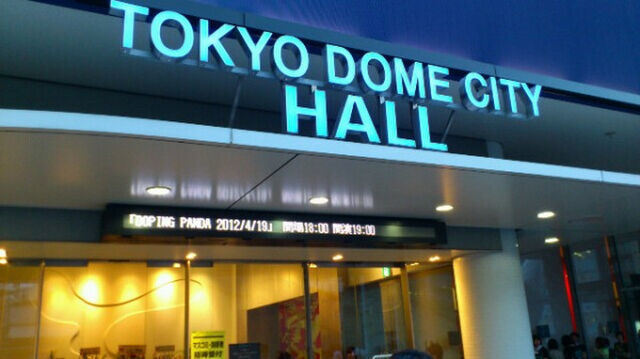 TOKYO DOME CITY
HALL
『DOPING PANDA 2012/4/19』 開場18:00 開演19:00